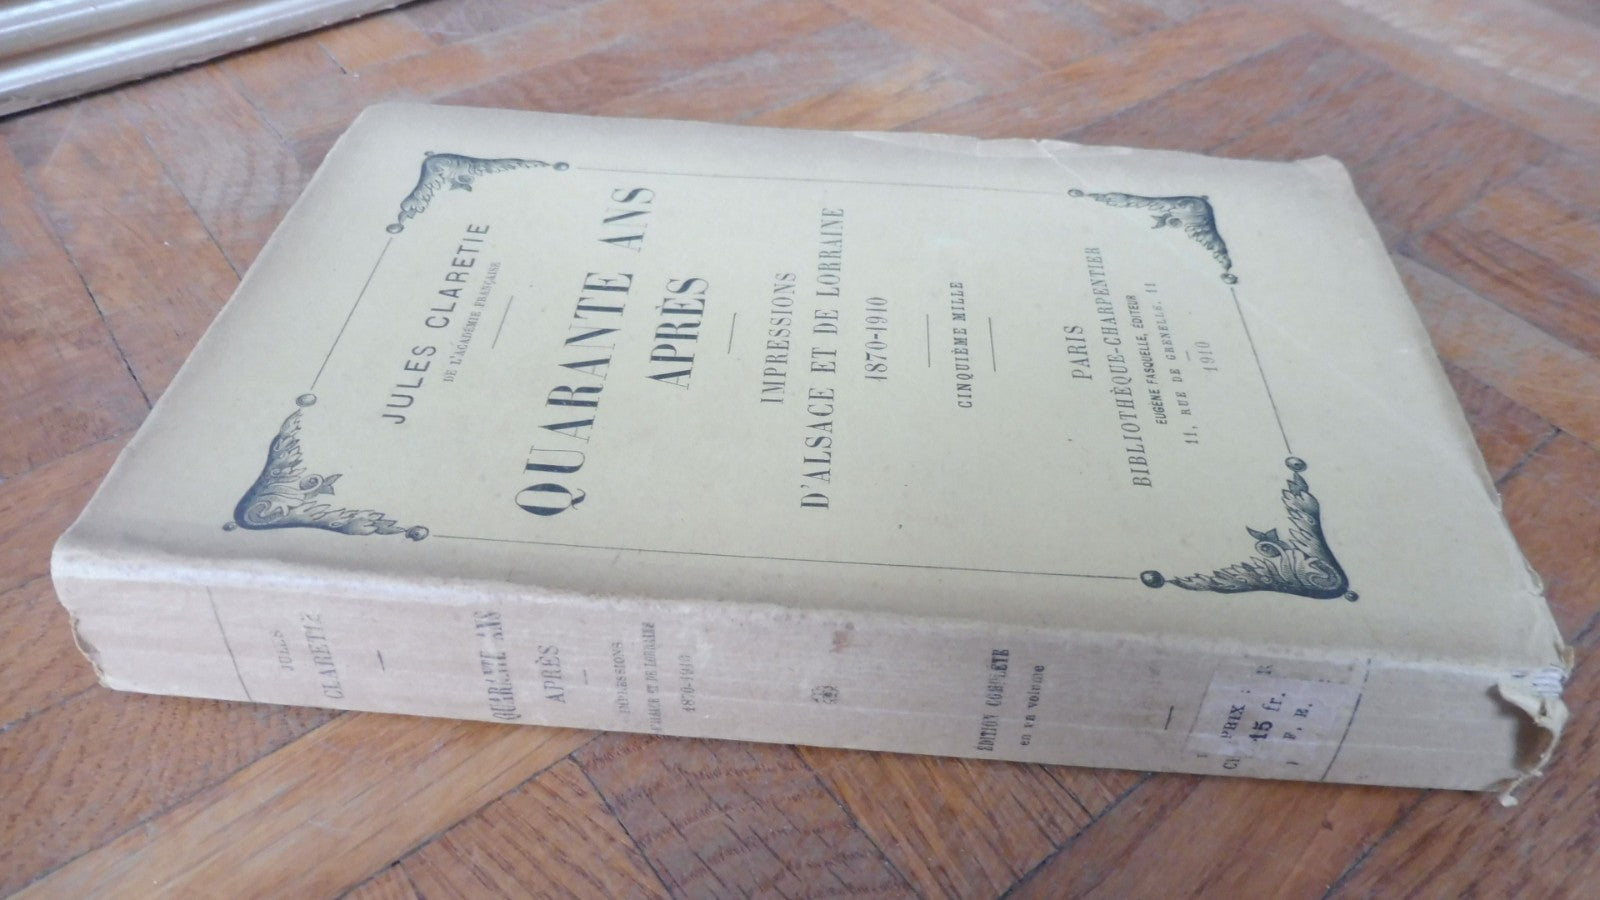 JULES CLARETIE
DE L'ACADÉMIE FRANÇAISE
QUARANTE ANS
APRÈS
IMPRESSIONS
D'ALSACE ET DE LORRAINE
1870-1910
CINQUIÈME MILLE
PARIS
BIBLIOTHÈQUE-CHARPENTIER
EUGÈNE FASQUELLE, ÉDITEUR
11, RUE DE GRENELLE, 11
1910
JULES
CLARETIE
QUARANTE ANS
APRÈS
IMPRESSIONS
D'ALSACE ET DE LORRAINE
1870-1910
ÉDITION COMPLÈTE
en un volume
PRIX :
15 fr.
F. R.